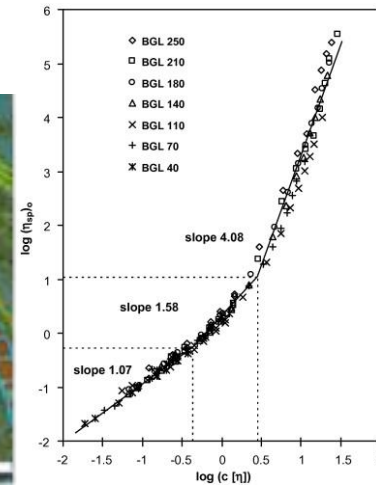 6
5
4
3
2
1
0
-1
-2
log (ηsp)o
◇ BGL 250
□ BGL 210
○ BGL 180
△ BGL 140
× BGL 110
+ BGL 70
ж BGL 40
slope 4.08
slope 1.58
slope 1.07
-2 -1.5 -1 -0.5 0 0.5 1 1.5
log (c [η])